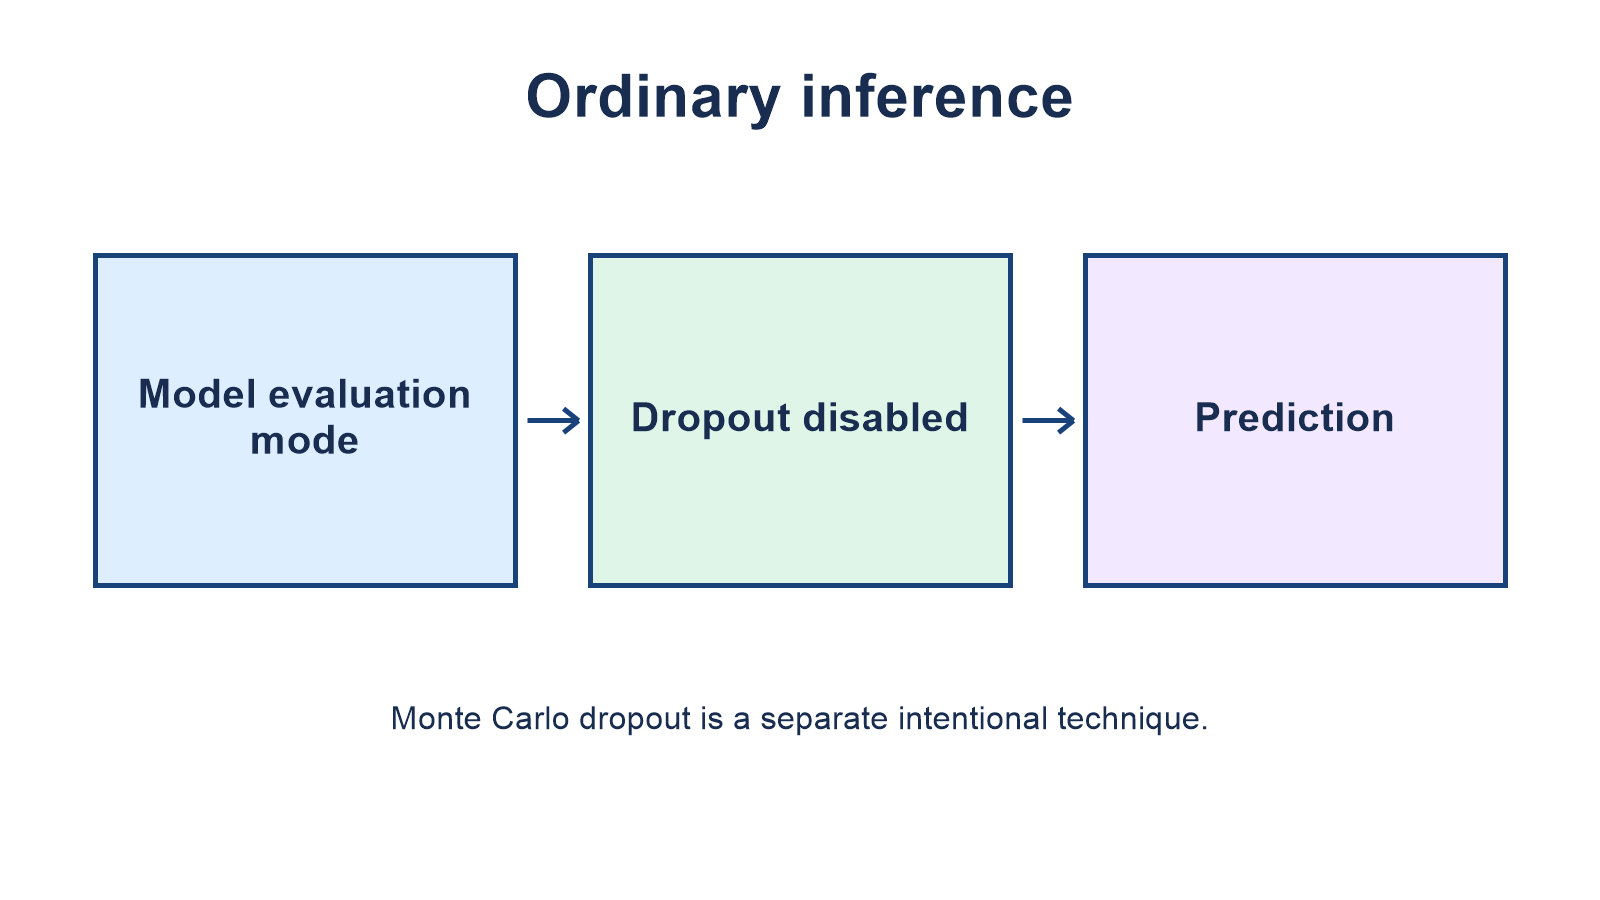 Ordinary inference
Model evaluation
mode
Dropout disabled
Prediction
Monte Carlo dropout is a separate intentional technique.